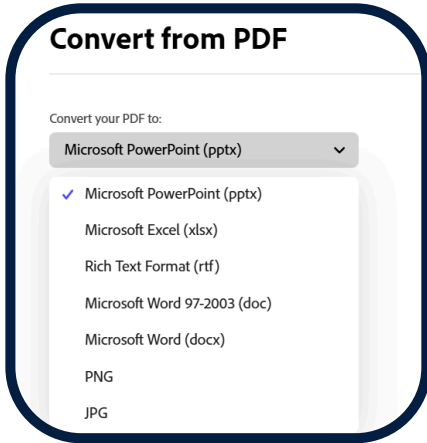 Convert from PDF
Convert your PDF to:
Microsoft PowerPoint (pptx)
Microsoft PowerPoint (pptx)
Microsoft Excel (xlsx)
Rich Text Format (rtf)
Microsoft Word 97-2003 (doc)
Microsoft Word (docx)
PNG
JPG